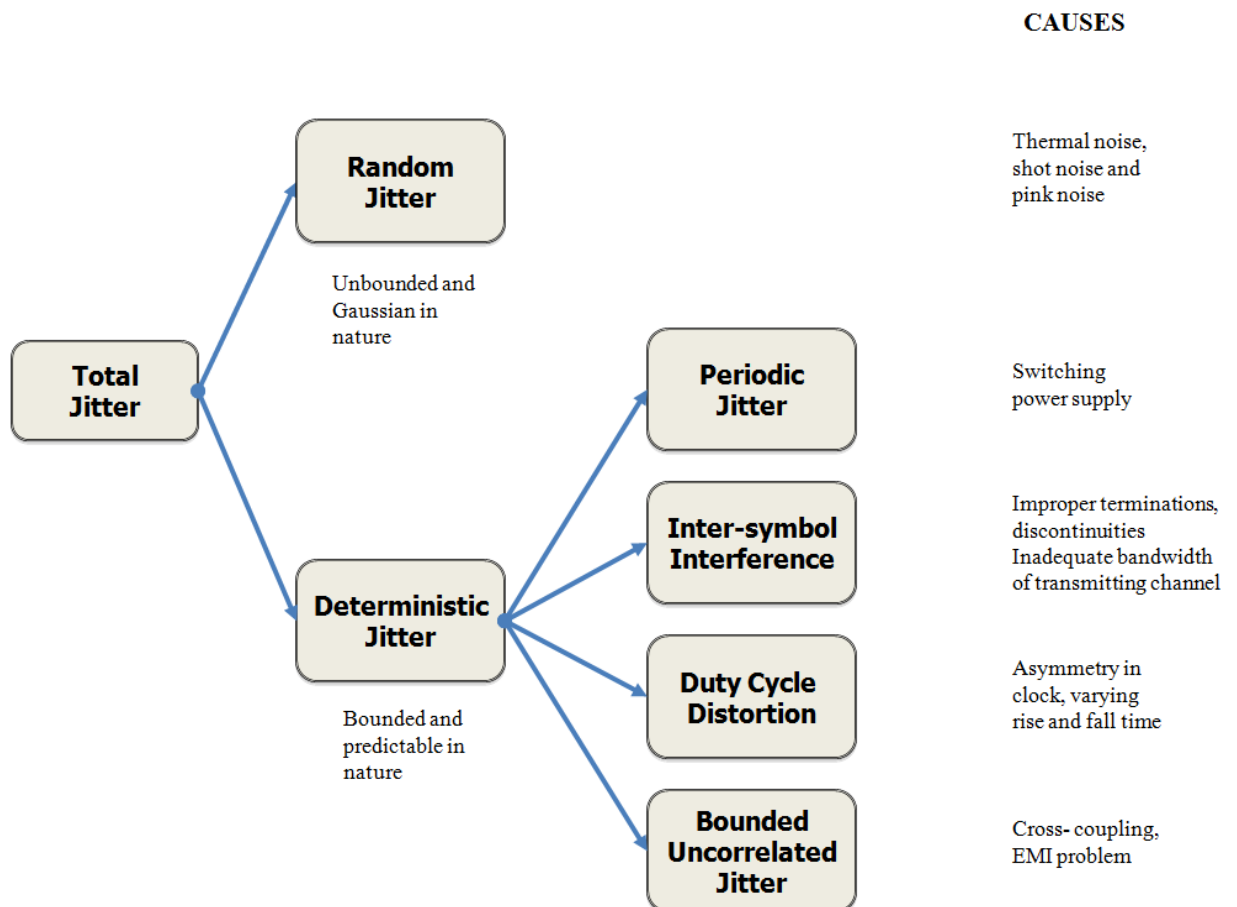 CAUSES
Random
Jitter
Thermal noise,
shot noise and
pink noise
Unbounded and
Gaussian in
nature
Total
Jitter
Periodic
Jitter
Switching
power supply
Inter-symbol
Interference
Improper terminations,
discontinuities
Inadequate bandwidth
of transmitting channel
Deterministic
Jitter
Bounded and
predictable in
nature
Duty Cycle
Distortion
Asymmetry in
clock, varying
rise and fall time
Bounded
Uncorrelated
Jitter
Cross- coupling,
EMI problem